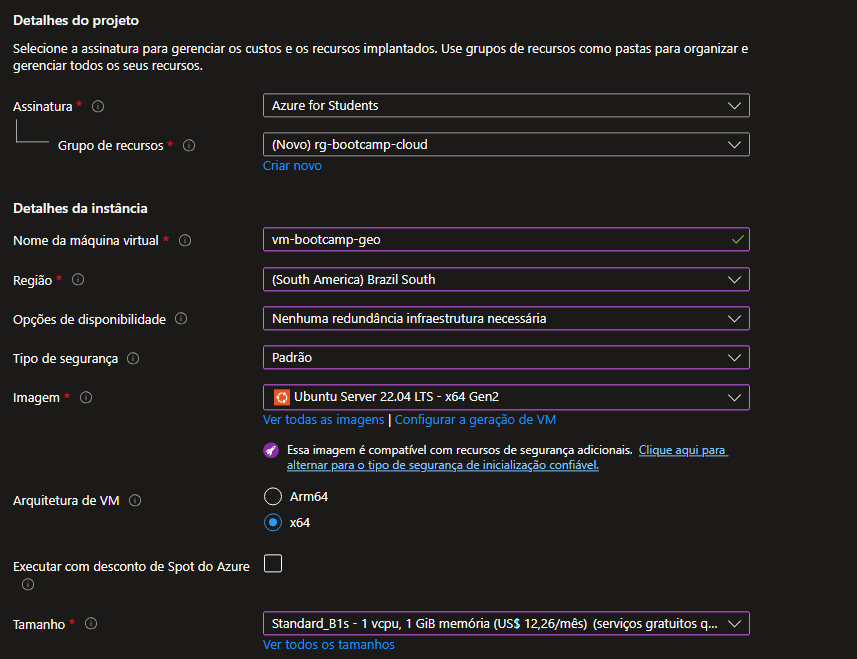 Detalhes do projeto
Selecione a assinatura para gerenciar os custos e os recursos implantados. Use grupos de recursos como pastas para organizar e
gerenciar todos os seus recursos.
Assinatura *
Azure for Students
Grupo de recursos *
(Novo) rg-bootcamp-cloud
Criar novo
Detalhes da instância
Nome da máquina virtual *
vm-bootcamp-geo
Região *
(South America) Brazil South
Opções de disponibilidade
Nenhuma redundância infraestrutura necessária
Tipo de segurança
Padrão
Imagem *
Ubuntu Server 22.04 LTS - x64 Gen2
Ver todas as imagens | Configurar a geração de VM
Essa imagem é compatível com recursos de segurança adicionais. Clique aqui para
alternar para o tipo de segurança de inicialização confiável.
Arquitetura de VM
Arm64
x64
Executar com desconto de Spot do Azure
Tamanho *
Standard_B1s - 1 vcpu, 1 GiB memória (US$ 12,26/mês) (serviços gratuitos q...
Ver todos os tamanhos